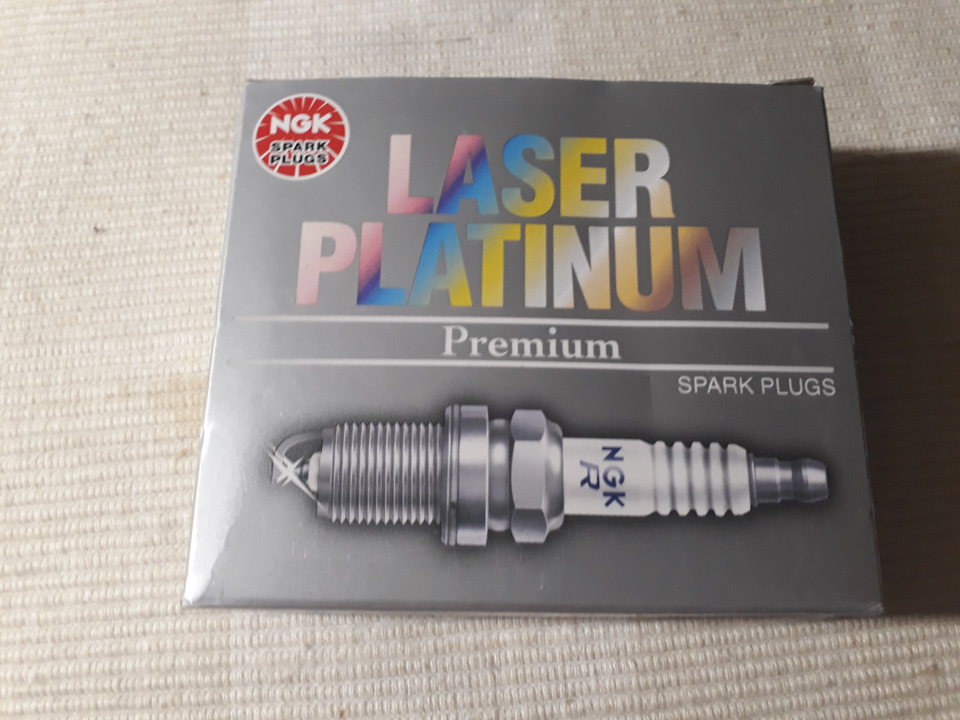 NGK
SPARK
PLUGS
LASER
PLATINUM
Premium
SPARK PLUGS
NGK
R